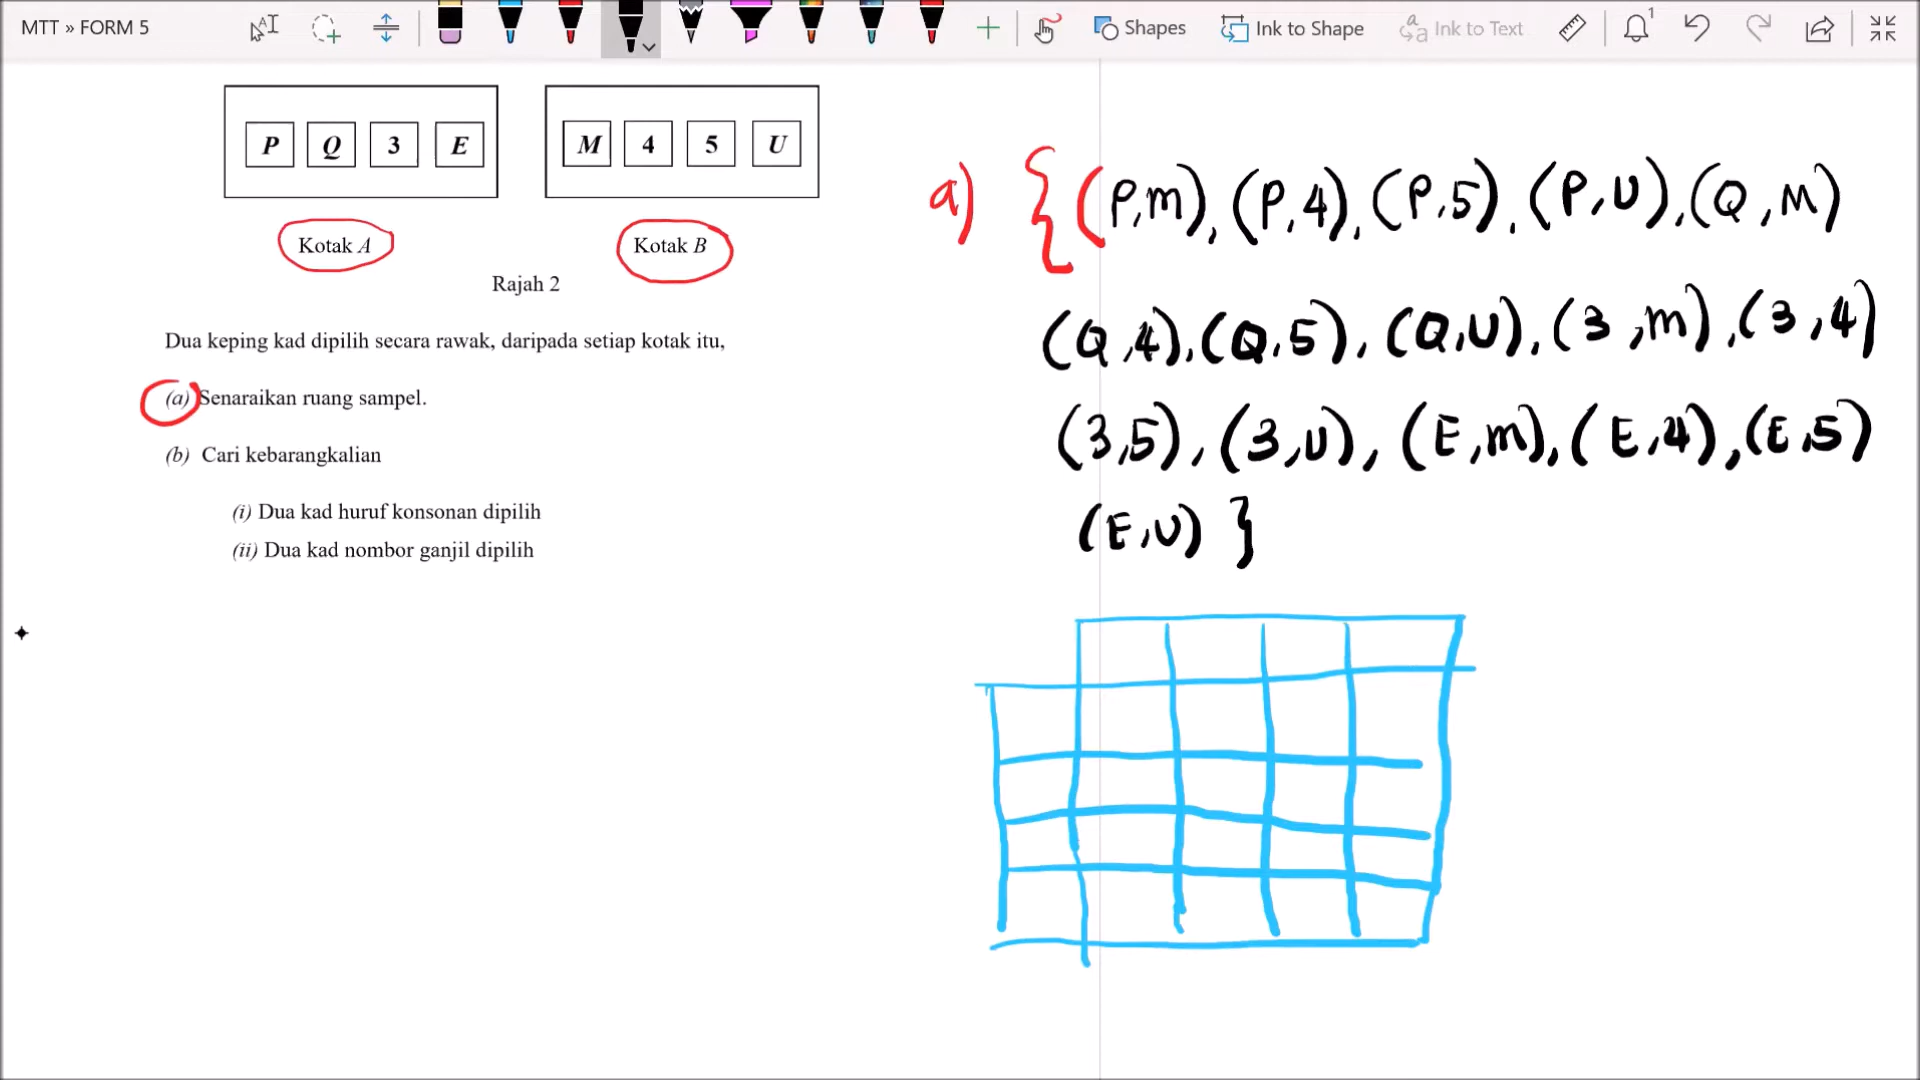 MTT » FORM 5
Shapes
Ink to Shape
Ink to Text
1
P Q 3 E
M 4 5 U
Kotak A
Kotak B
Rajah 2
Dua keping kad dipilih secara rawak, daripada setiap kotak itu,
(a) Senaraikan ruang sampel.
(b) Cari kebarangkalian
(i) Dua kad huruf konsonan dipilih
(ii) Dua kad nombor ganjil dipilih
a) {(P,m), (P,4), (P,5), (P,U), (Q,M)
(Q,4), (Q,5), (Q,U), (3,m), (3,4)
(3,5), (3,U), (E,m), (E,4), (E,5)
(E,U) }